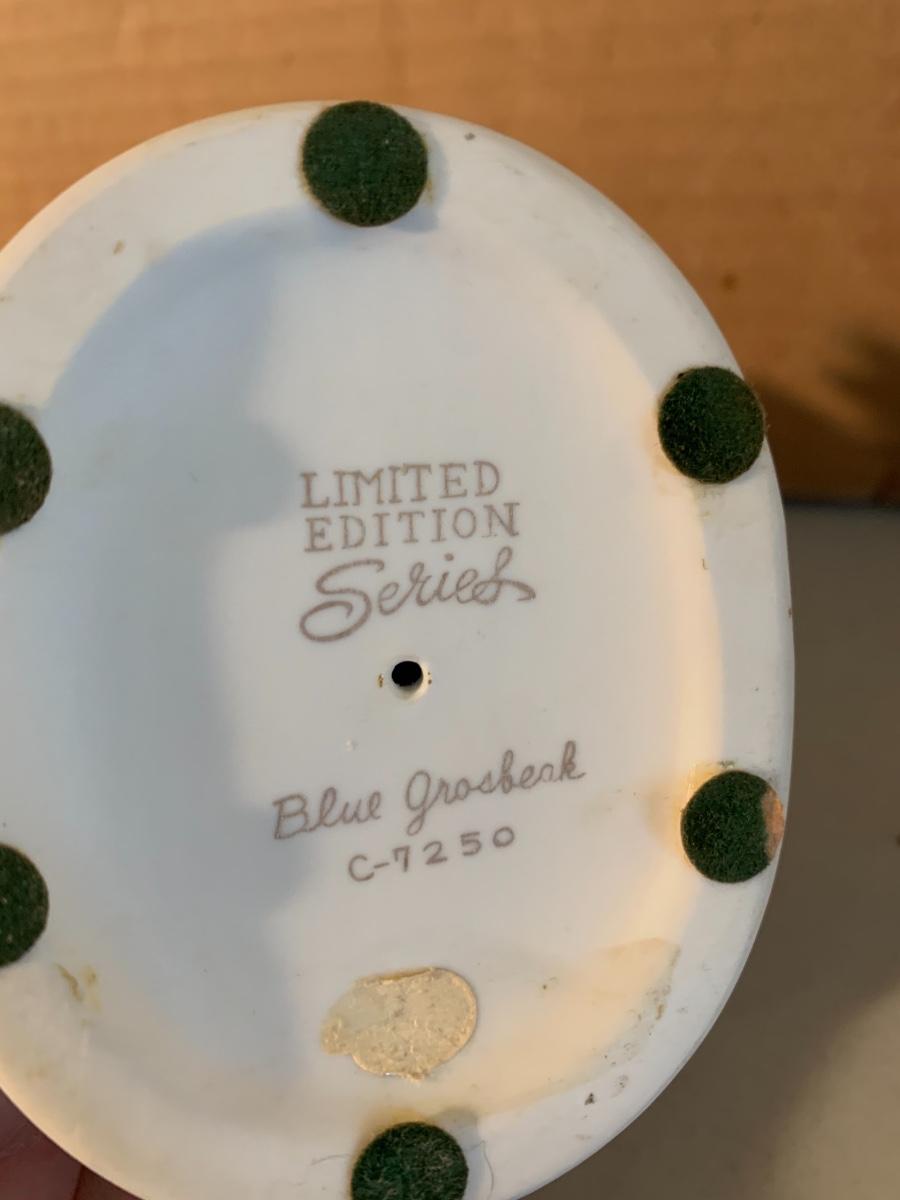 LIMITED
EDITION
Series
Blue Grosbeak
C-7250